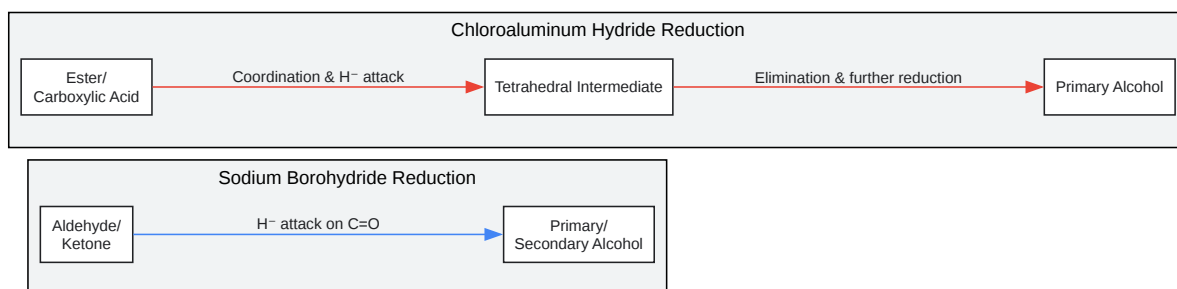 Chloroaluminum Hydride Reduction
Ester/
Carboxylic Acid
Coordination & H⁻ attack
Tetrahedral Intermediate
Elimination & further reduction
Primary Alcohol
Sodium Borohydride Reduction
Aldehyde/
Ketone
H⁻ attack on C=O
Primary/
Secondary Alcohol